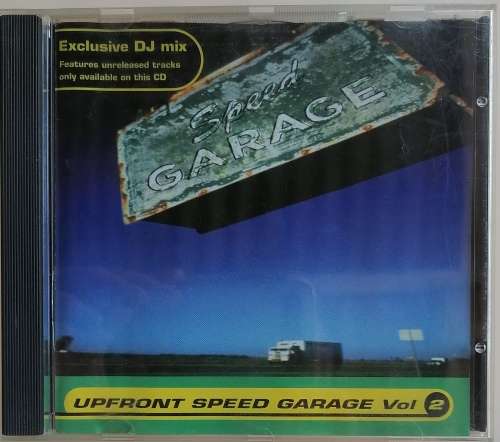 Exclusive DJ mix
Features unreleased tracks
only available on this CD
Speed
GARAGE
UPFRONT SPEED GARAGE Vol 2